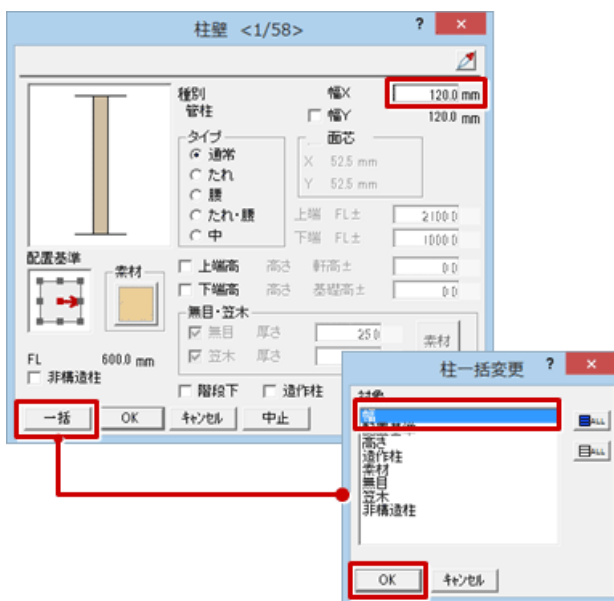 柱壁 <1/58>
? ×
種別
管柱
幅X 120.0 mm
幅Y 120.0 mm
タイプ
通常
たれ
腰
たれ・腰
中
面芯
X 52.5 mm
Y 52.5 mm
上端 FL± 2100.0
下端 FL± 1000.0
配置基準
素材
上端高 高さ 軒高± 0.0
下端高 高さ 基礎高± 0.0
無目・笠木
無目 厚さ 25.0
笠木 厚さ
素材
FL 600.0 mm
非構造柱
階段下 造作柱
一括 OK キャンセル 中止
柱一括変更 ? ×
対象
幅
配置基準
高さ
造作柱
素材
無目
笠木
非構造柱
ALL
ALL
OK キャンセル